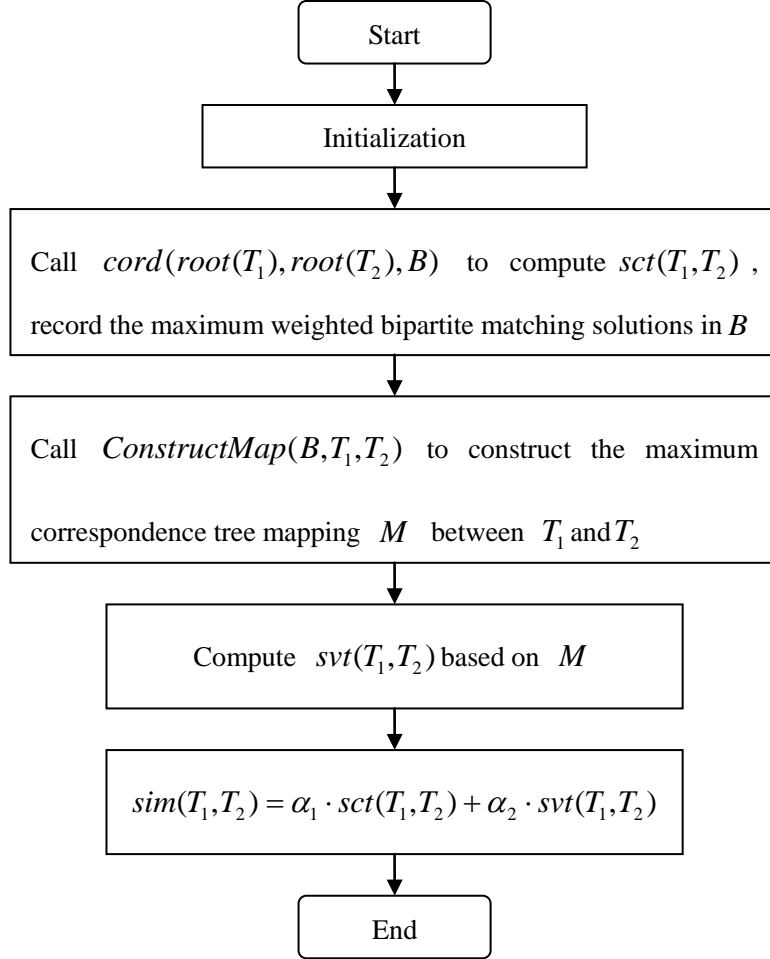 Start
Initialization
Call cord(root(T₁),root(T₂),B) to compute sct(T₁,T₂) ,
record the maximum weighted bipartite matching solutions in B
Call ConstructMap(B,T₁,T₂) to construct the maximum
correspondence tree mapping M between T₁ and T₂
Compute svt(T₁,T₂) based on M
sim(T₁,T₂) = α₁ · sct(T₁,T₂) + α₂ · svt(T₁,T₂)
End